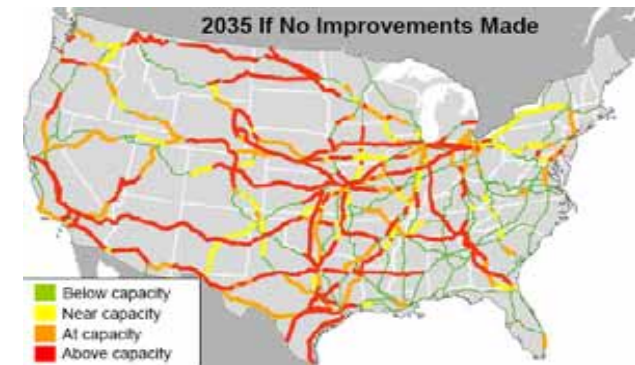 2035 If No Improvements Made
Below capacity
Near capacity
At capacity
Above capacity